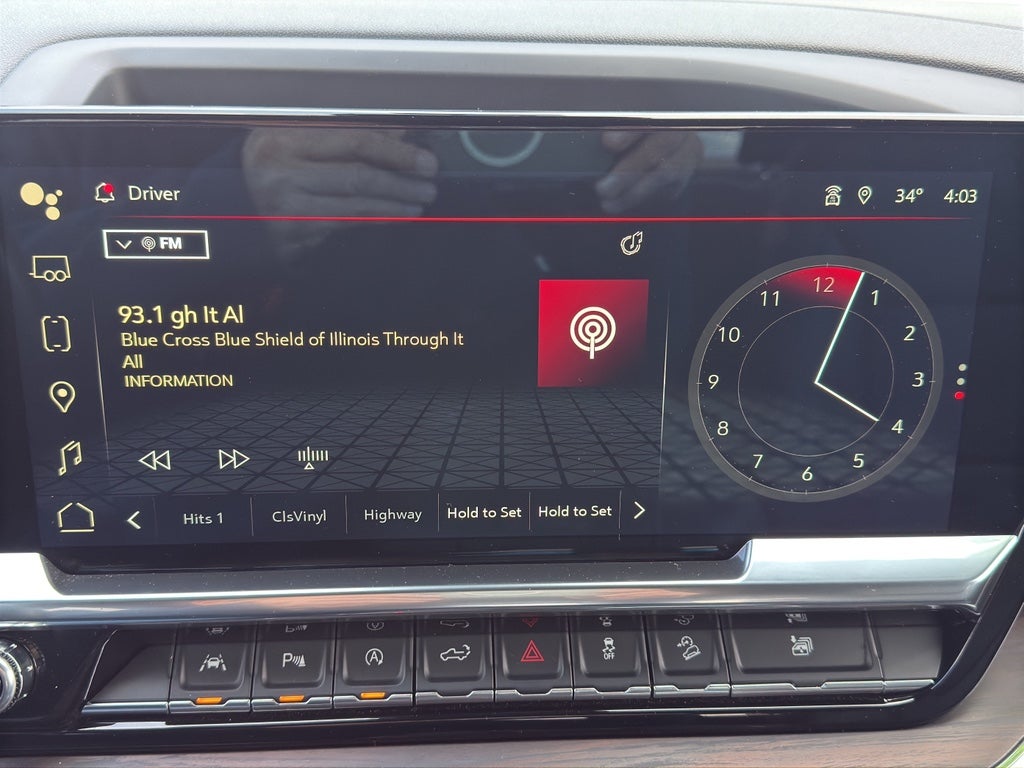 Driver
34° 4:03
FM
93.1 gh It Al
Blue Cross Blue Shield of Illinois Through It
All
INFORMATION
12
1
2
3
4
5
6
7
8
9
10
11
Hits 1
ClsVinyl
Highway
Hold to Set
Hold to Set
P
A
OFF